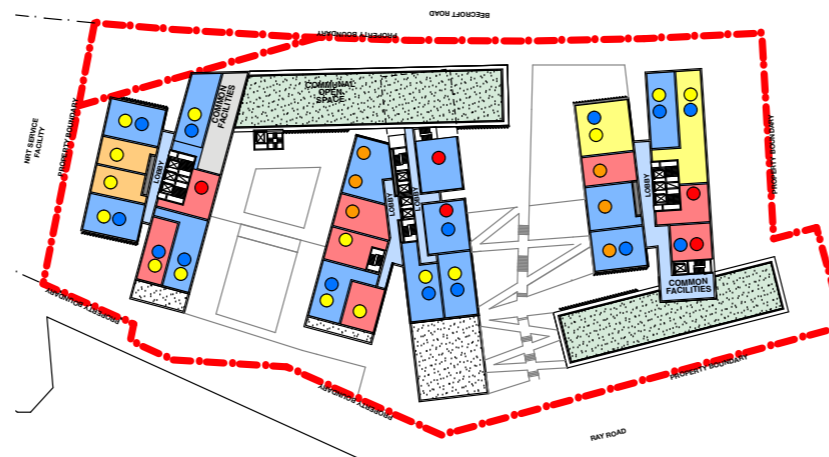 BEECROFT ROAD
PROPERTY BOUNDARY
NRT SERVICE
FACILITY
PROPERTY BOUNDARY
COMMON
FACILITIES
COMMUNAL
OPEN
SPACE
LOBBY
LOBBY
LOBBY
LOBBY
PROPERTY BOUNDARY
COMMON
FACILITIES
PROPERTY BOUNDARY
PROPERTY BOUNDARY
PROPERTY BOUNDARY
RAY ROAD